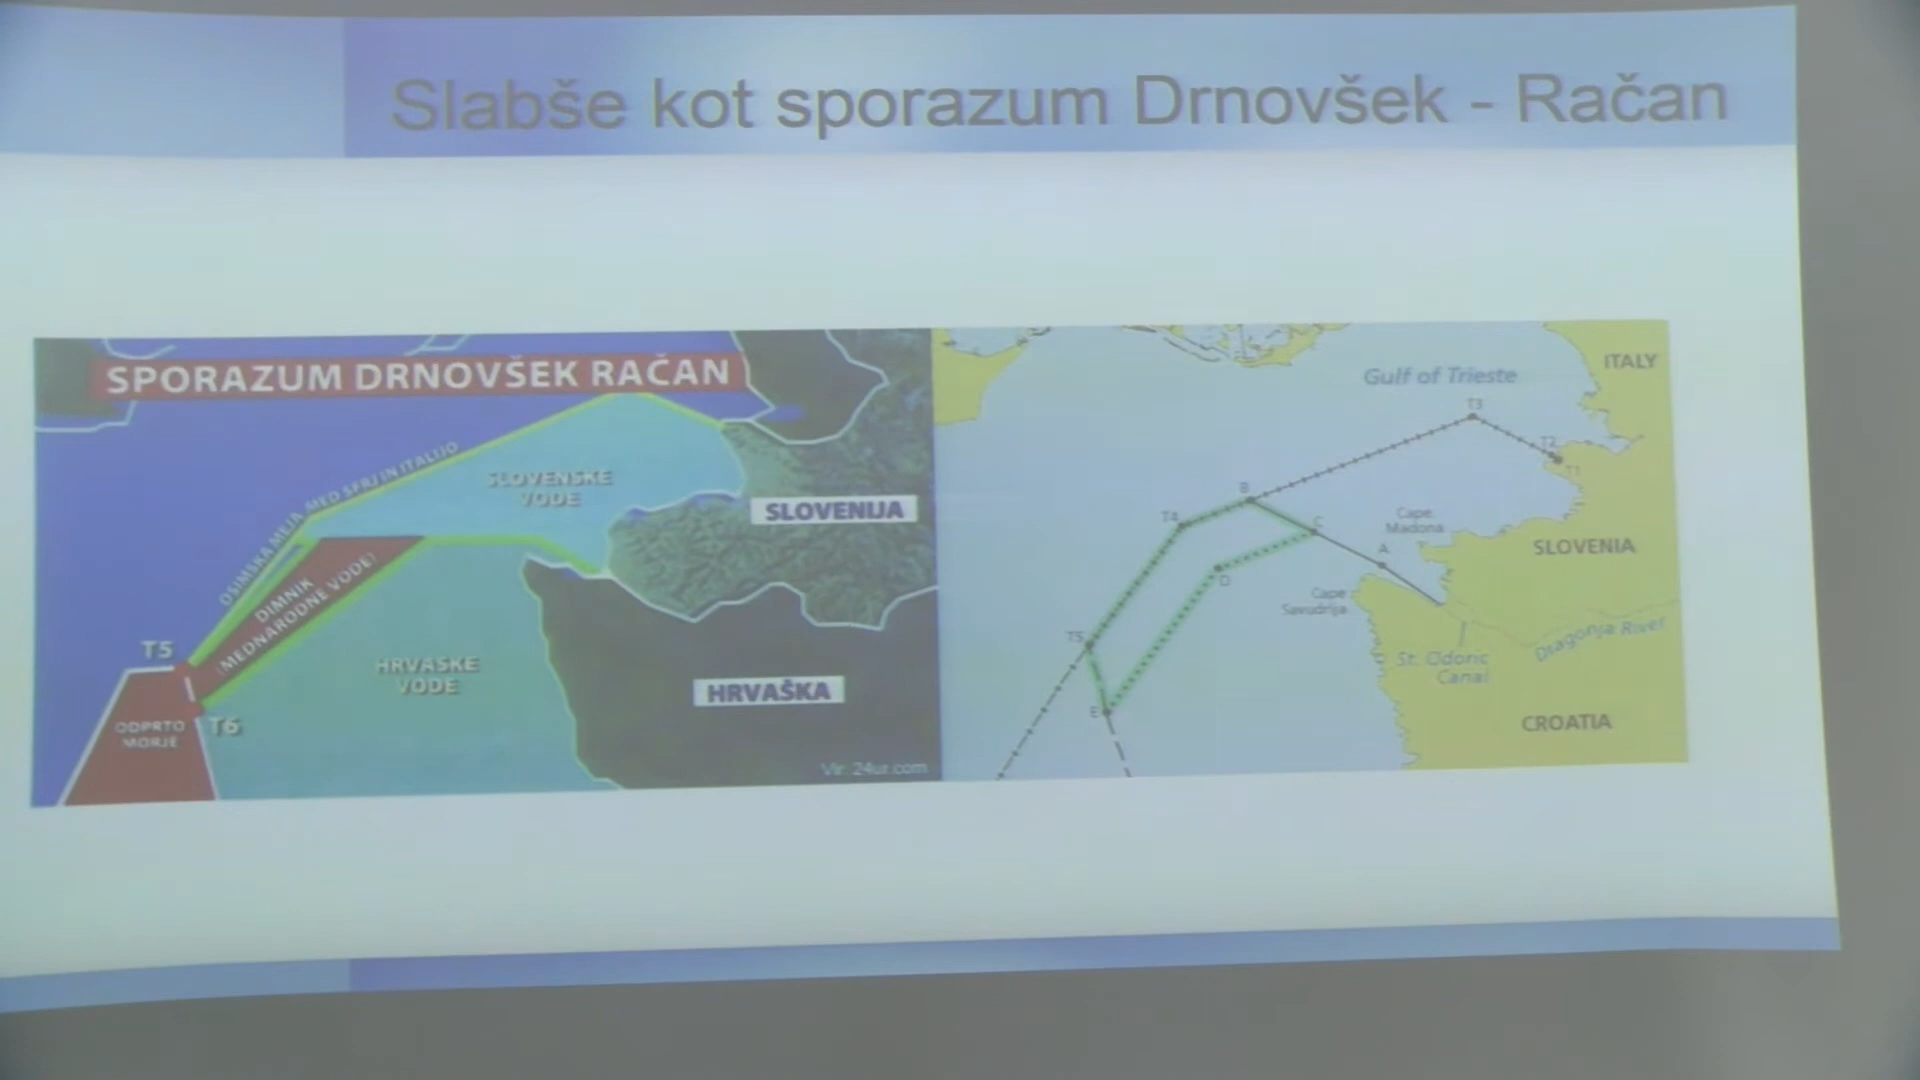 Slabše kot sporazum Drnovšek - Račan
SPORAZUM DRNOVŠEK RAČAN
OSIMSKA MEJA MED SFRJ IN ITALIJO
SLOVENSKE
VODE
SLOVENIJA
DIMNIK
(MEDNARODNE VODE)
T5
HRVAŠKE
VODE
HRVAŠKA
ODPRTO
MORJE
T6
Vir: 24ur.com
ITALY
Gulf of Trieste
T3
T2
T1
B
T4
C
Cape
Madona
A
SLOVENIA
D
Cape
Savudrija
T5
Dragonja River
St. Odoric
Canal
E
CROATIA